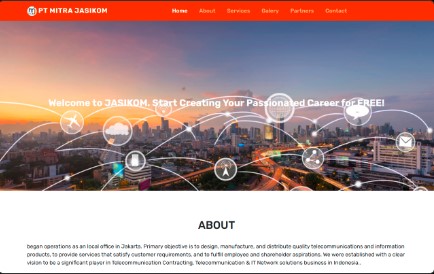 PT MITRA JASIKOM
Home About Services Galery Partners Contact
Welcome to JASIKOM. Start Creating Your Passionated Career for FREE!
ABOUT
began operations as an local office in Jakarta. Primary objective is to design, manufacture, and distribute quality telecommunications and information
products, to provide services that satisfy customer requirements, and to fulfill employee and shareholder aspirations. We were established with a clear
vision to be a significant player in Telecommunication Contracting, Telecommunication & IT Network solutions business in Indonesia..